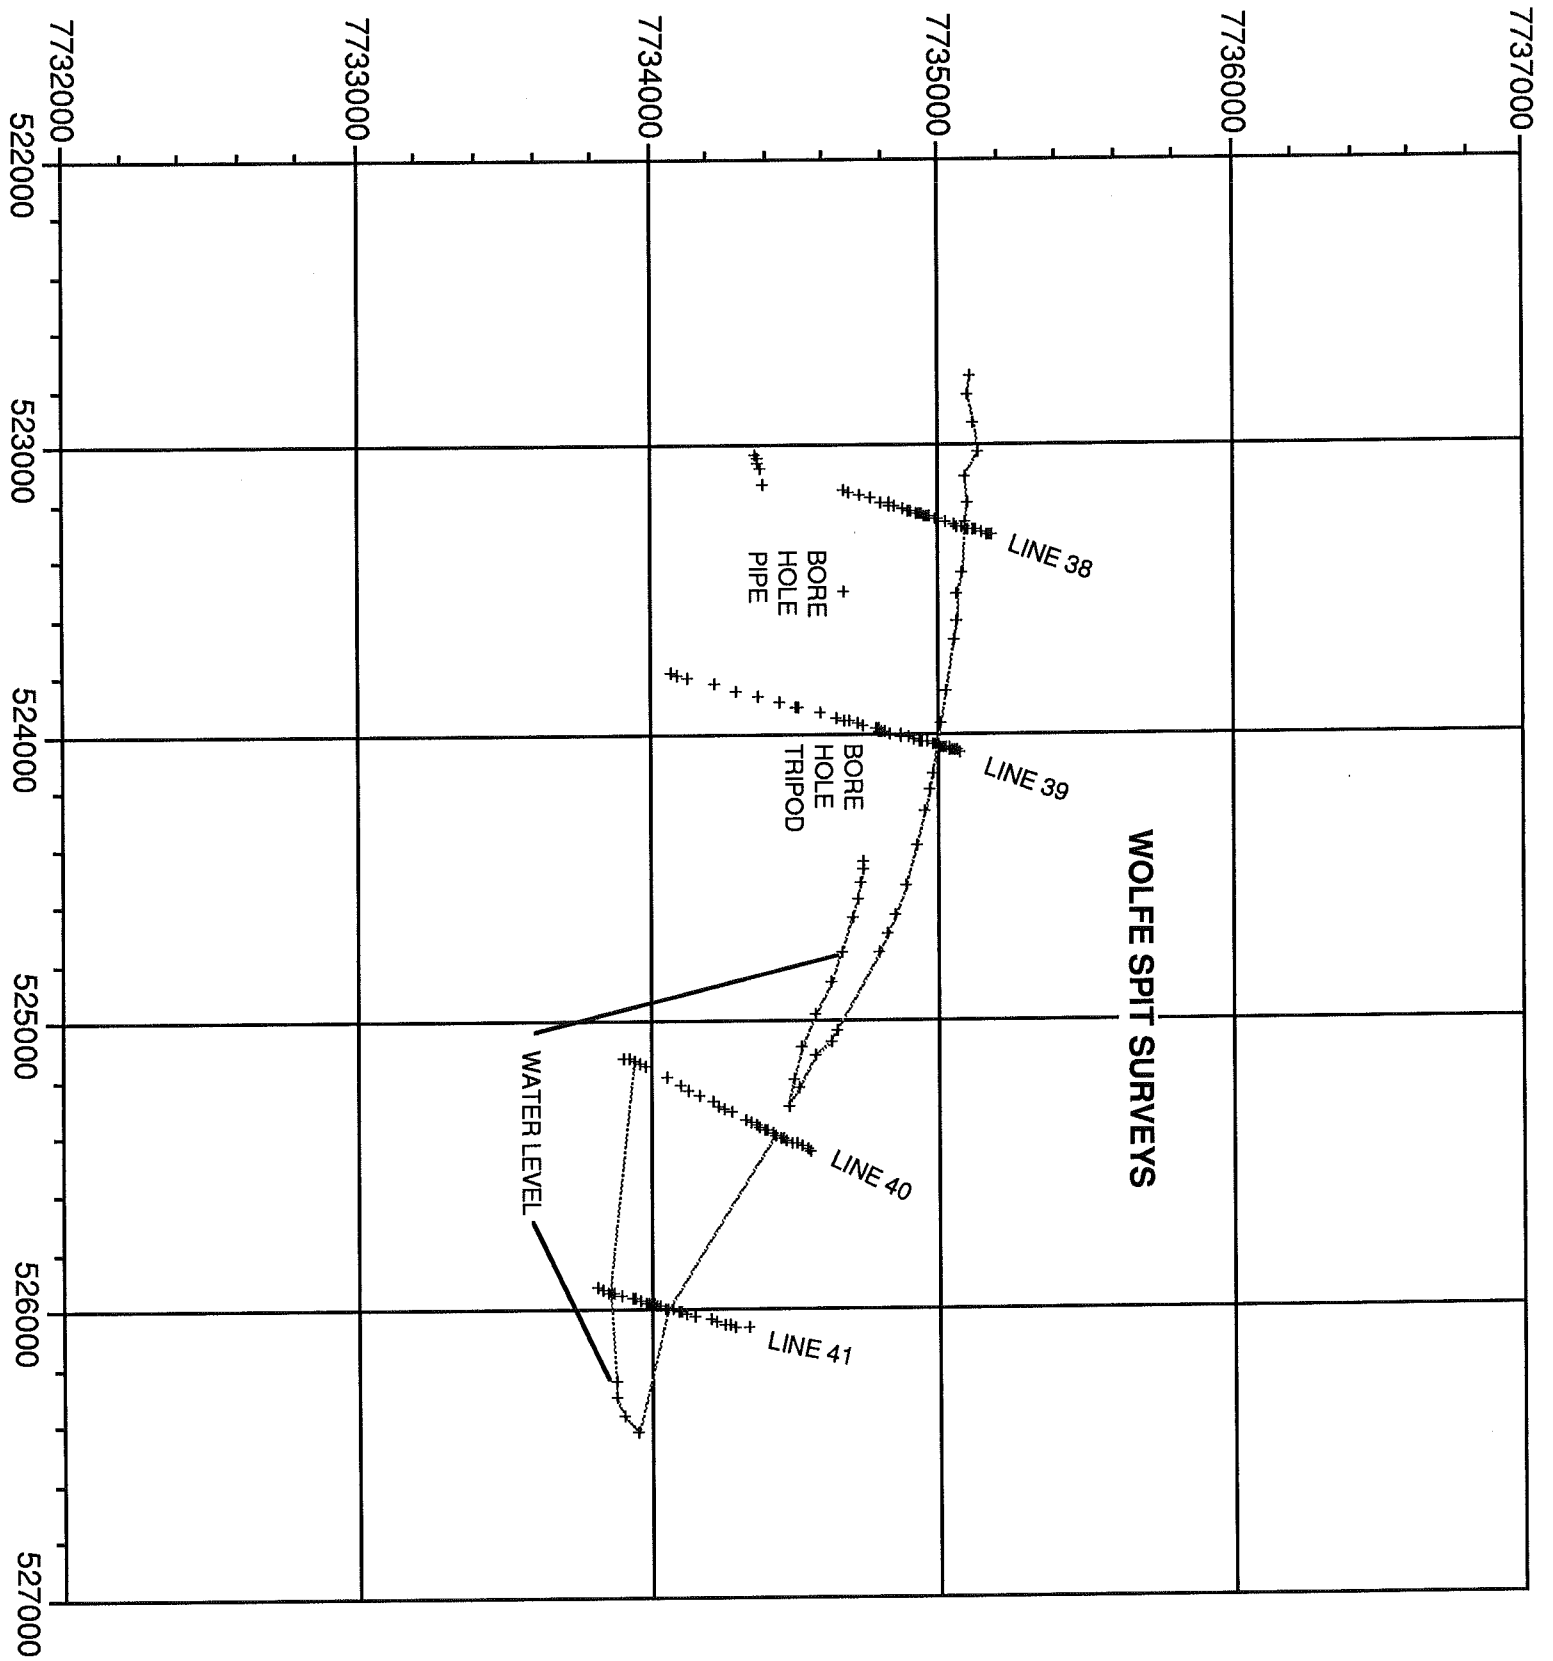 WOLFE SPIT SURVEYS
7737000
7736000
7735000
7734000
7733000
7732000
522000
523000
524000
525000
526000
527000
LINE 38
LINE 39
LINE 40
LINE 41
BORE
HOLE
PIPE
BORE
HOLE
TRIPOD
WATER LEVEL